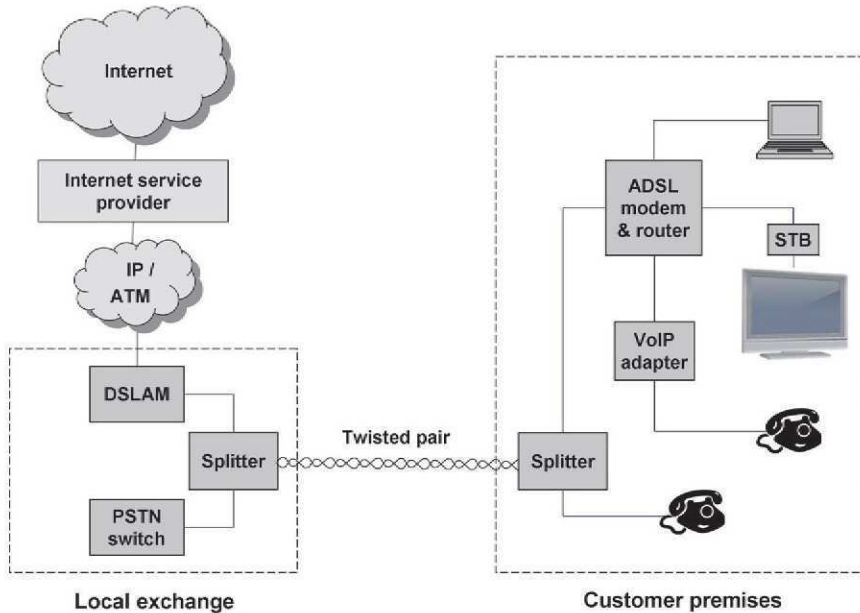 Internet
Internet service
provider
IP /
ATM
DSLAM
Splitter
PSTN
switch
Local exchange
Twisted pair
ADSL
modem
& router
STB
VoIP
adapter
Splitter
Customer premises